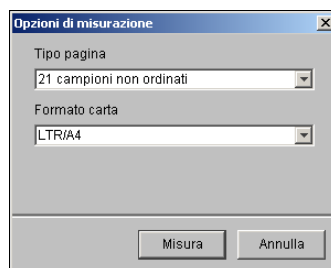 Opzioni di misurazione
Tipo pagina
21 campioni non ordinati
Formato carta
LTR/A4
Misura
Annulla